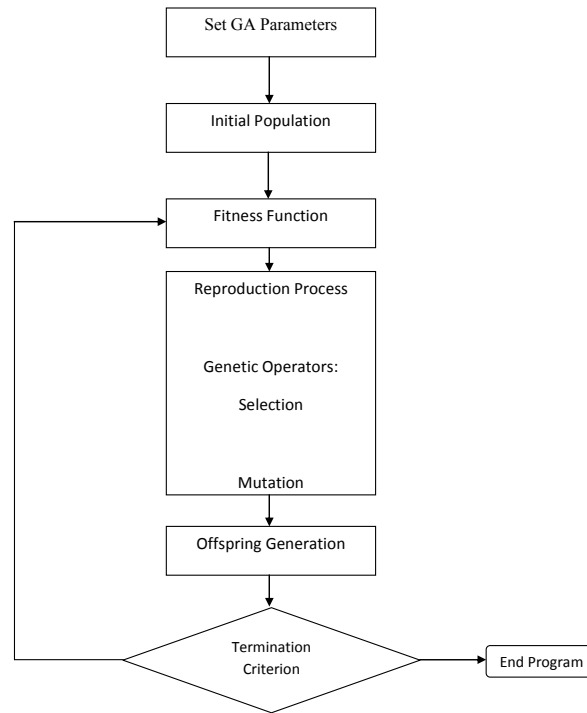 Set GA Parameters
Initial Population
Fitness Function
Reproduction Process
Genetic Operators:
Selection
Mutation
Offspring Generation
Termination
Criterion
End Program